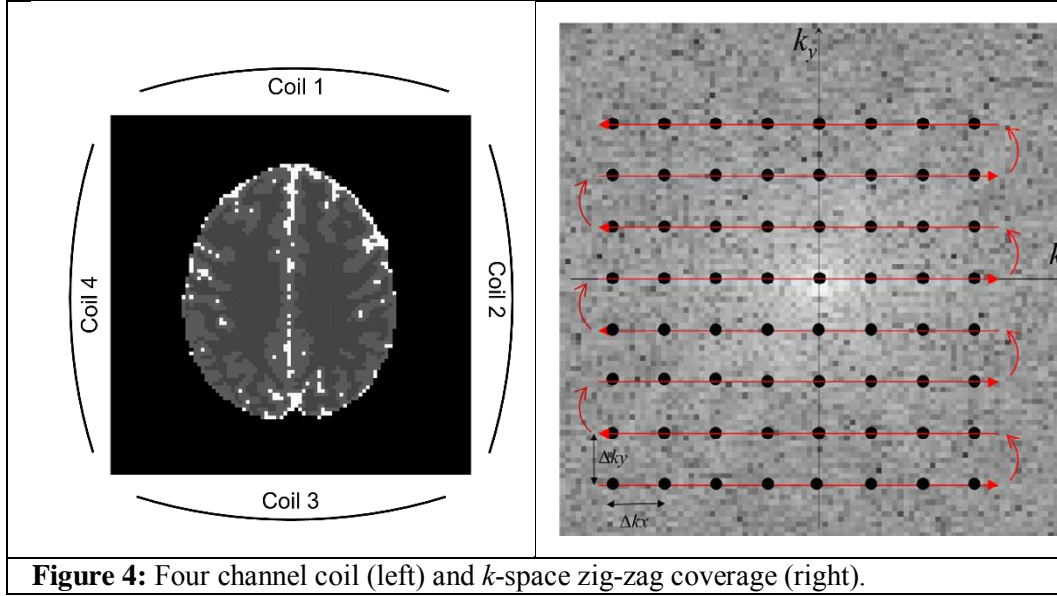 Coil 1
Coil 4
Coil 2
Coil 3
k_y
k
Δky
Δkx
Figure 4: Four channel coil (left) and k-space zig-zag coverage (right).